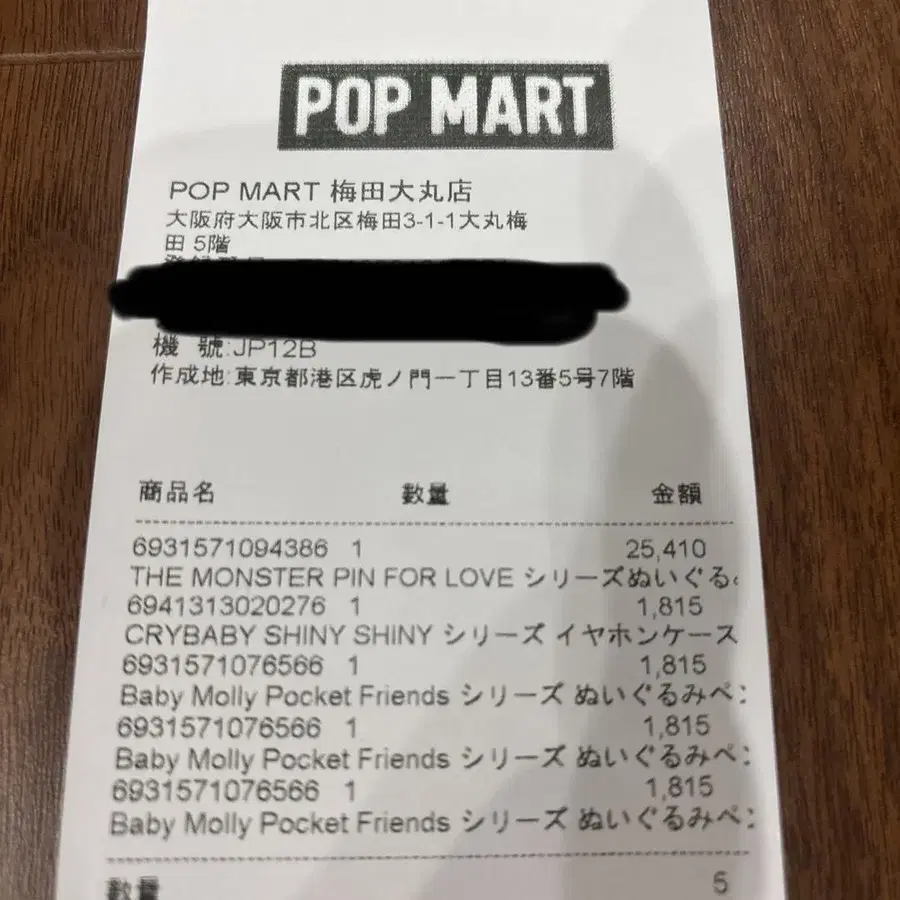 POP MART
POP MART 梅田大丸店
大阪府大阪市北区梅田3-1-1大丸梅
田 5階
機 號:JP12B
作成地:東京都港区虎ノ門一丁目13番5号7階
商品名 数量 金額
6931571094386 1 25,410
THE MONSTER PIN FOR LOVE シリーズぬいぐる
6941313020276 1 1,815
CRYBABY SHINY SHINY シリーズ イヤホンケース
6931571076566 1 1,815
Baby Molly Pocket Friends シリーズ ぬいぐるみペ
6931571076566 1 1,815
Baby Molly Pocket Friends シリーズ ぬいぐるみペ
6931571076566 1 1,815
Baby Molly Pocket Friends シリーズ ぬいぐるみペ
数量 5